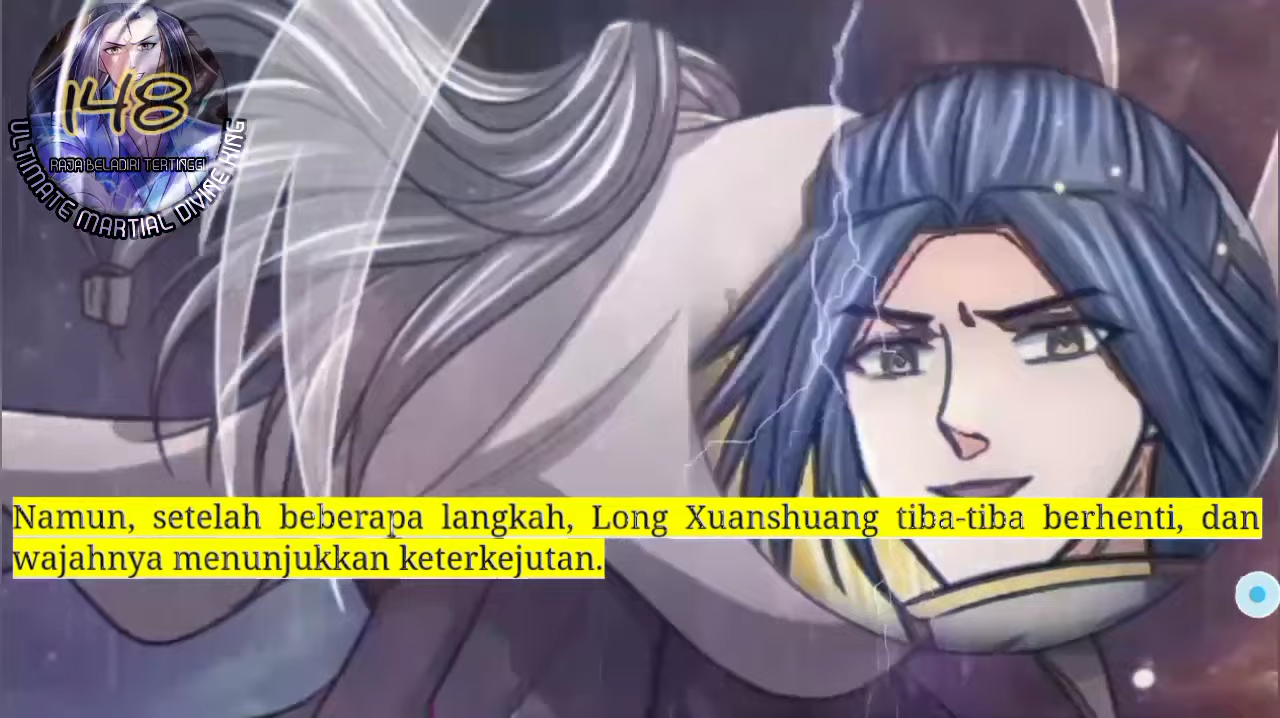 148
RAJA BELADIRI TERTINGGI
ULTIMATE MARTIAL DIVINE KING
Namun, setelah beberapa langkah, Long Xuanshuang tiba-tiba berhenti, dan
wajahnya menunjukkan keterkejutan.